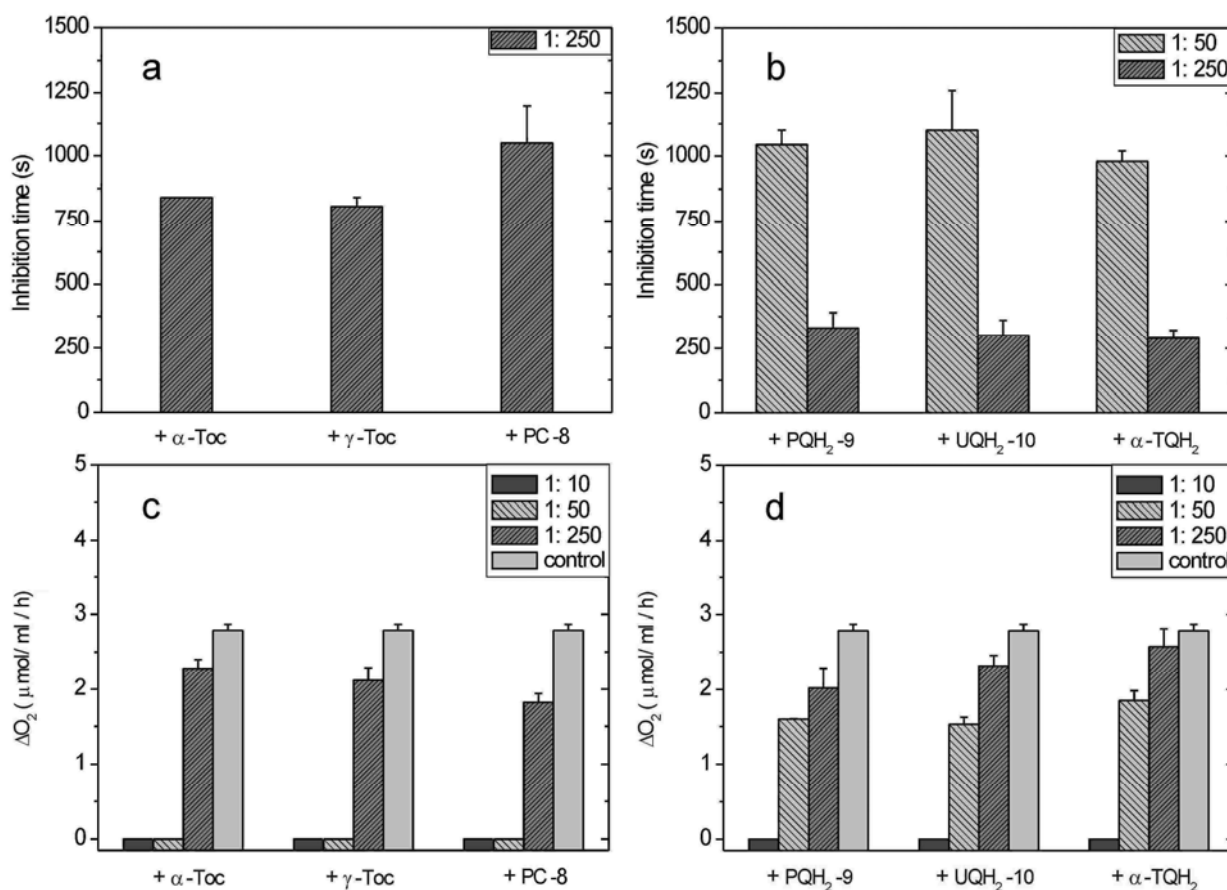 a
1: 250
Inhibition time (s)
1500
1250
1000
750
500
250
0
+ α-Toc
+ γ-Toc
+ PC-8
b
1: 50
1: 250
Inhibition time (s)
1500
1250
1000
750
500
250
0
+ PQH₂-9
+ UQH₂-10
+ α-TQH₂
c
1: 10
1: 50
1: 250
control
ΔO₂ ( μmol/ ml / h )
5
4
3
2
1
0
+ α-Toc
+ γ-Toc
+ PC-8
d
1: 10
1: 50
1: 250
control
ΔO₂ ( μmol/ ml / h )
5
4
3
2
1
0
+ PQH₂-9
+ UQH₂-10
+ α-TQH₂